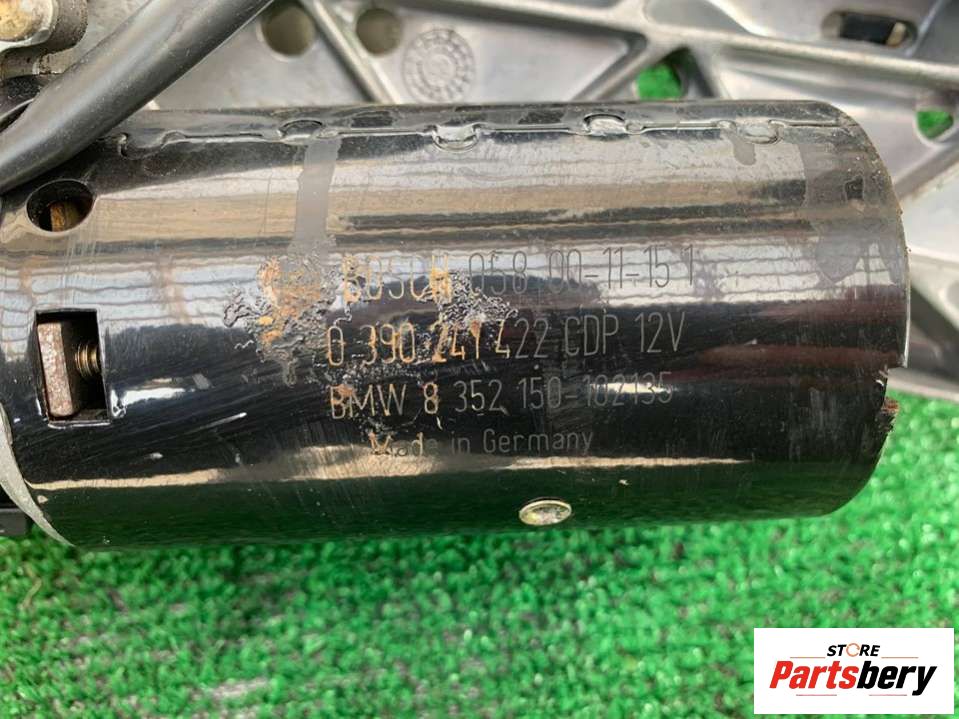 BOSCH 058 00-11-15 1
0 390 241 422 CDP 12V
BMW 8 352 150-102135
Made in Germany
STORE
Partsbery